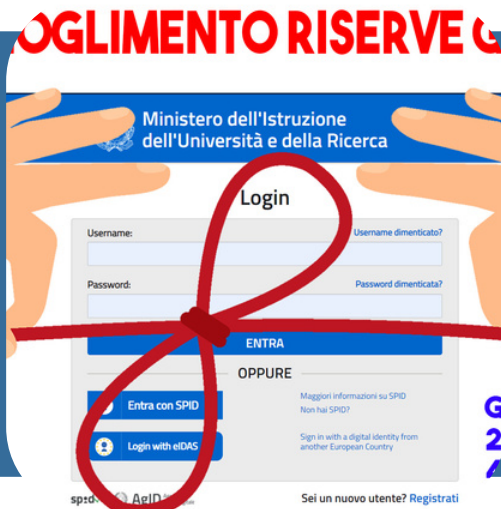 OGLIMENTO RISERVE G
Ministero dell'Istruzione
dell'Università e della Ricerca
Login
Username:
Username dimenticato?
Password:
Password dimenticata?
ENTRA
OPPURE
Entra con SPID
Maggiori informazioni su SPID
Non hai SPID?
Login with eIDAS
Sign in with a digital identity from
another European Country
AgID
Sei un nuovo utente? Registrati
G
2